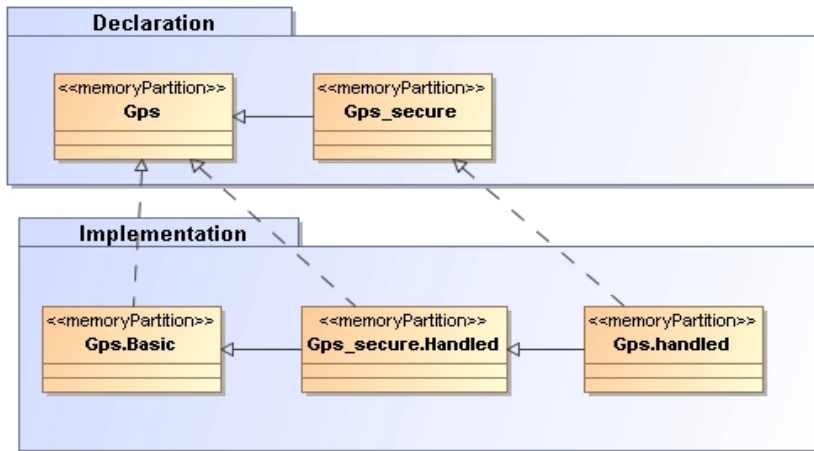 Declaration
<<memoryPartition>>
Gps
<<memoryPartition>>
Gps_secure
Implementation
<<memoryPartition>>
Gps.Basic
<<memoryPartition>>
Gps_secure.Handled
<<memoryPartition>>
Gps.handled